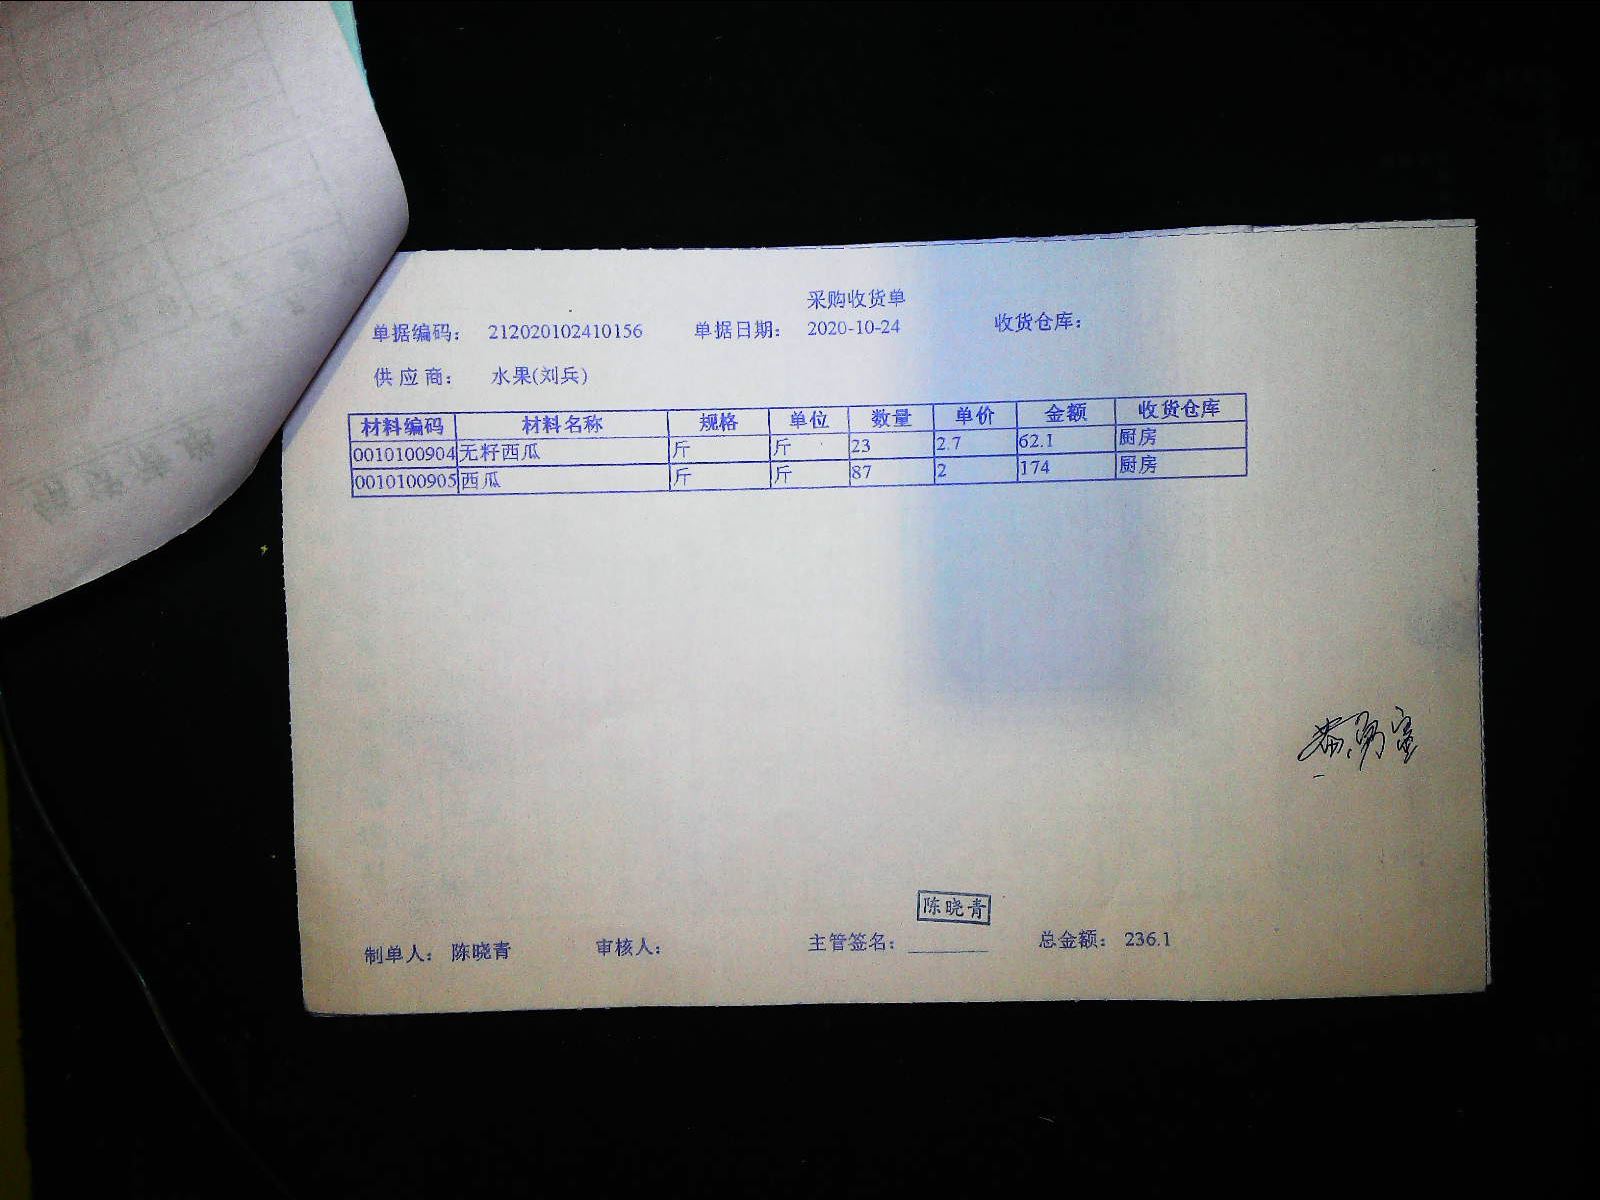 采购收货单
单据编码： 212020102410156 单据日期： 2020-10-24 收货仓库：
供 应 商： 水果(刘兵)
材料编码 材料名称 规格 单位 数量 单价 金额 收货仓库
0010100904 无籽西瓜 斤 斤 23 2.7 62.1 厨房
0010100905 西瓜 斤 斤 87 2 174 厨房
陈晓青
制单人： 陈晓青 审核人： 主管签名： 总金额： 236.1